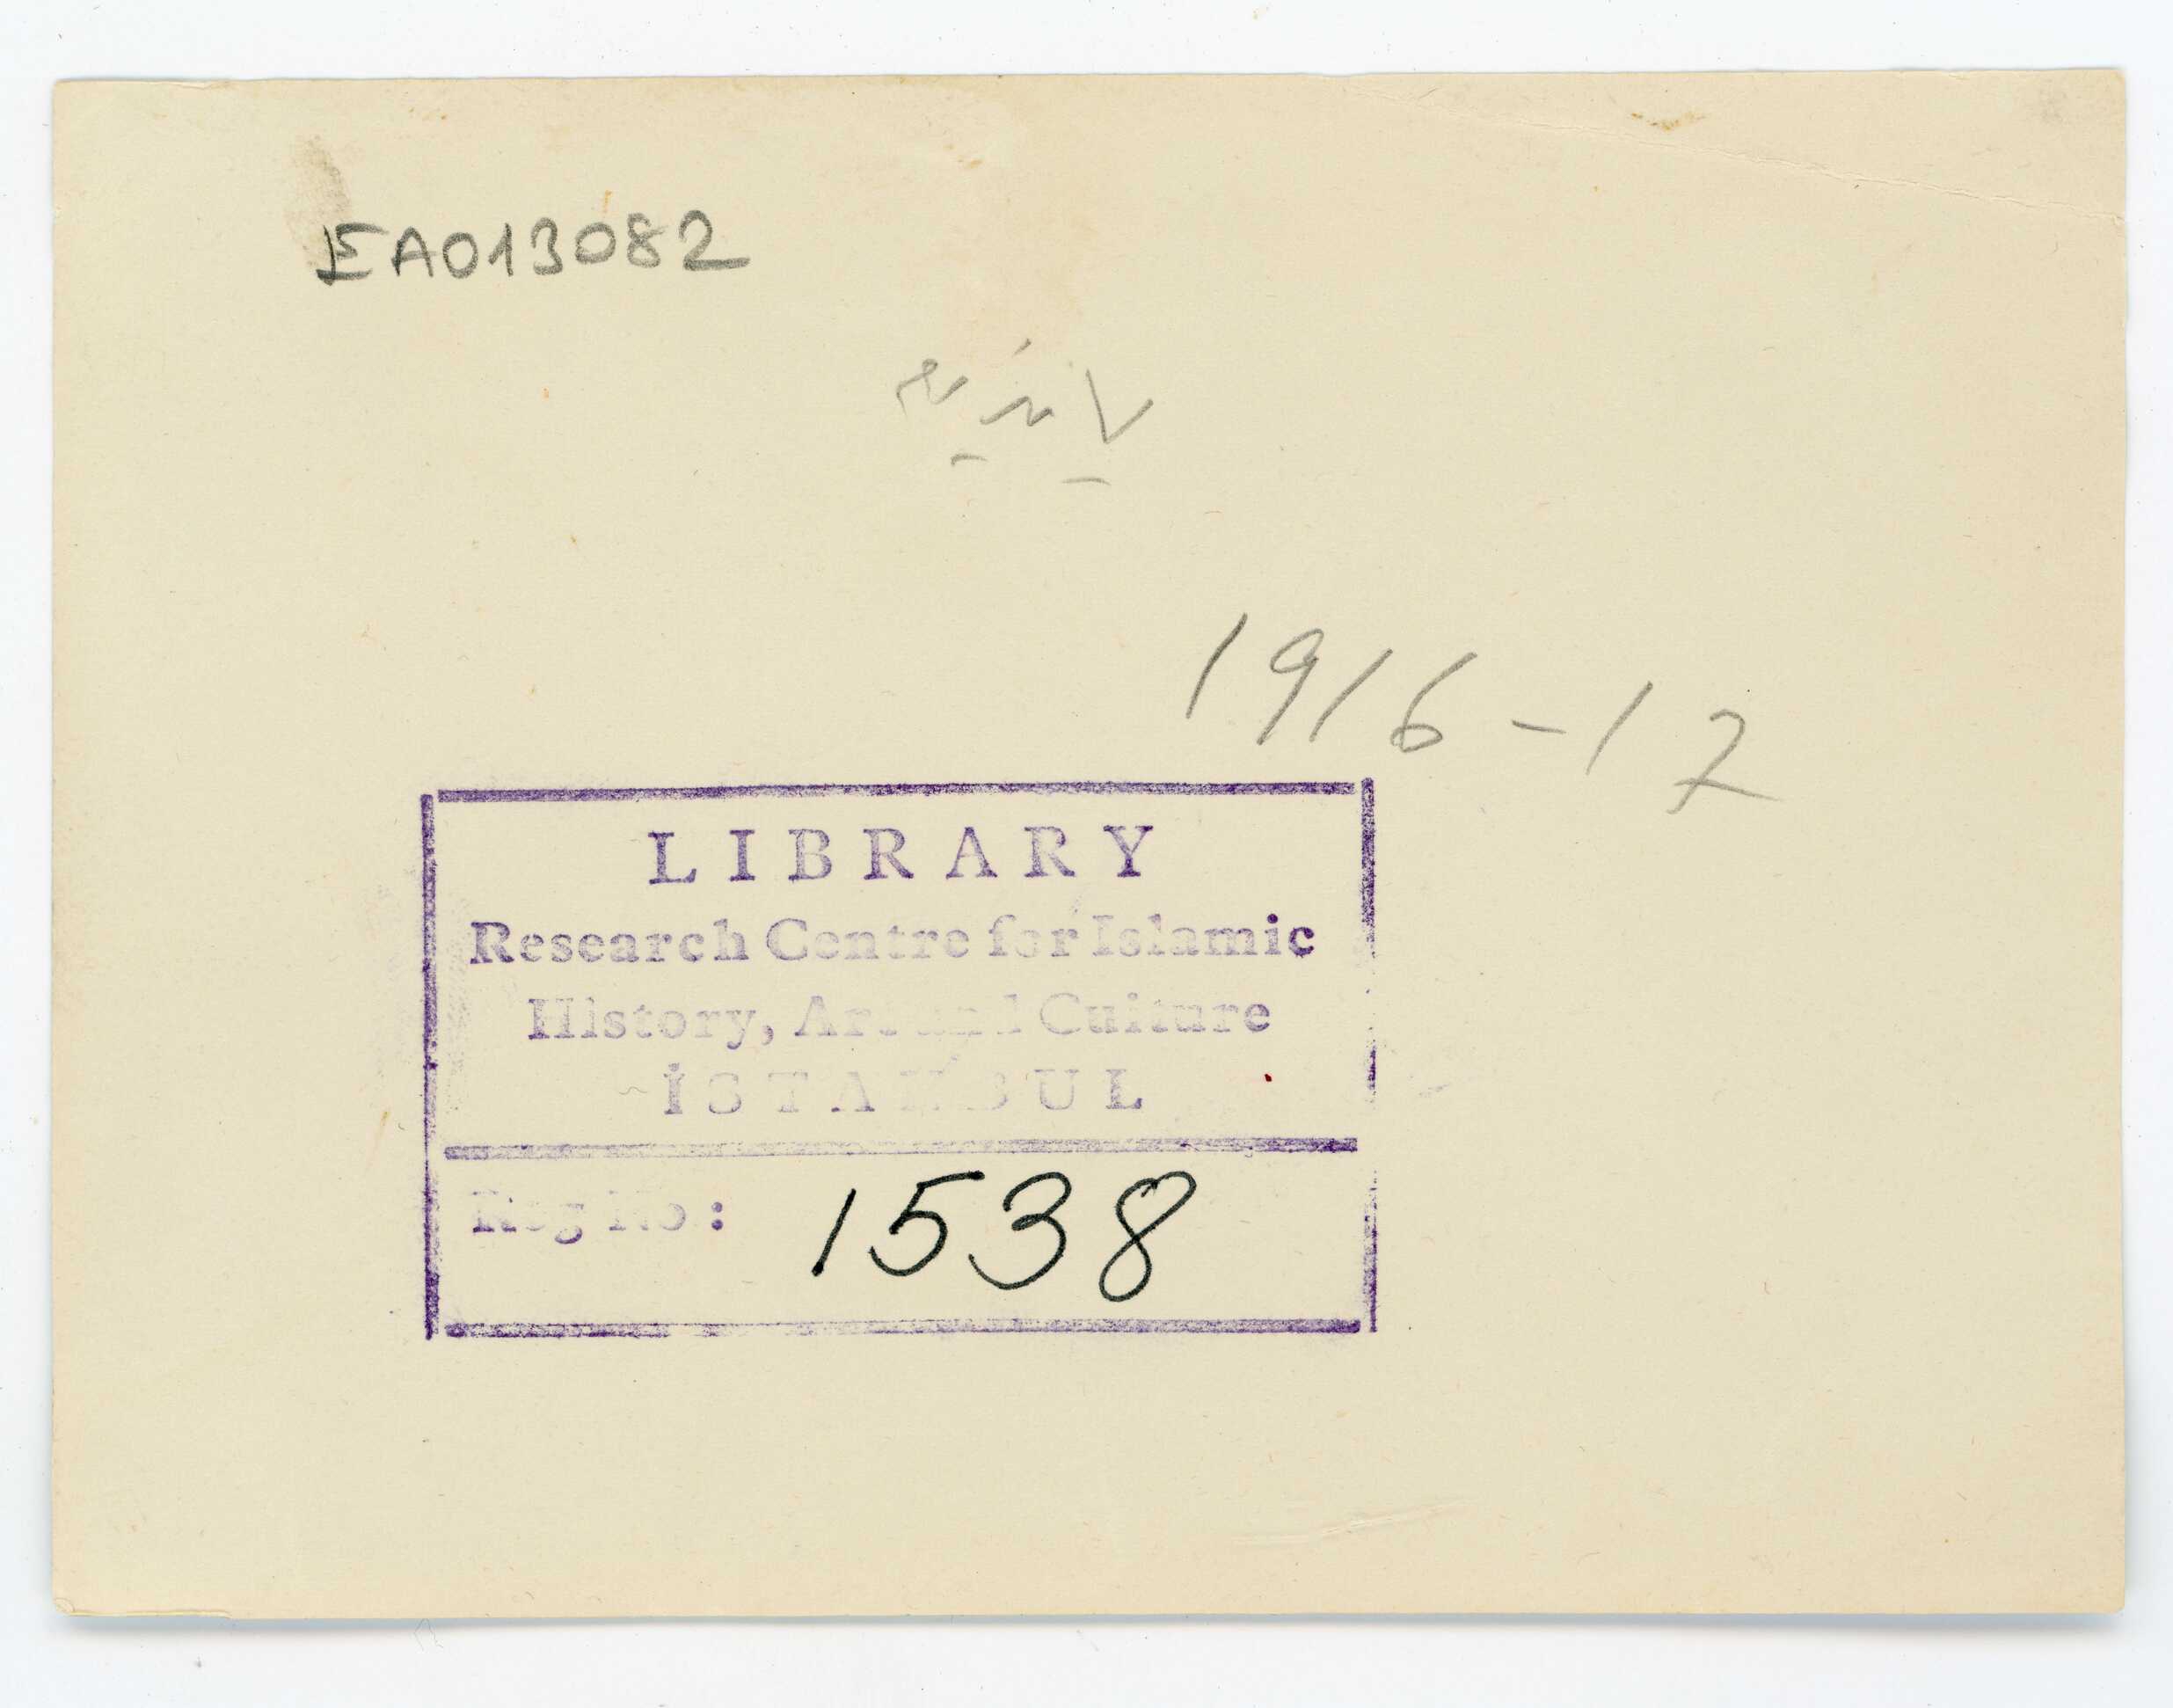 EA013082
1916-17
LIBRARY
Research Centre for Islamic
History, Art and Culture
İSTANBUL
Reg No: 1538